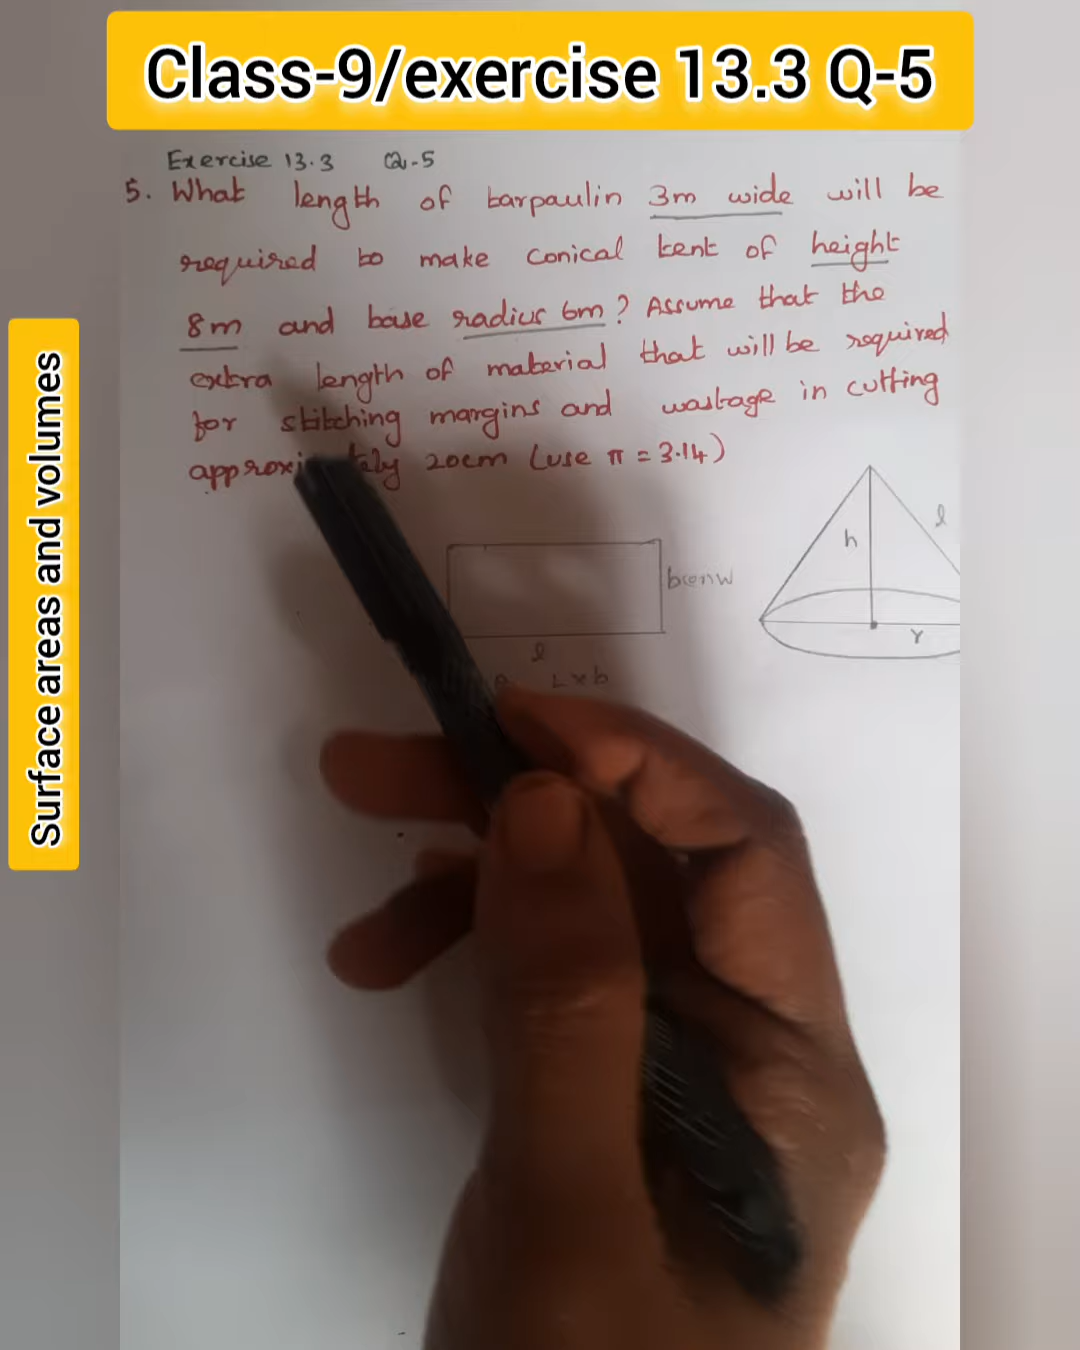 Class-9/exercise 13.3 Q-5
Exercise 13.3 Q-5
5. What length of tarpaulin 3m wide will be
required to make conical tent of height
8m and base radius 6m? Assume that the
extra length of material that will be required
for stitching margins and wastage in cutting
approximately 20cm (use π = 3.14)
Surface areas and volumes
h
l
b(or)w
r
l
L×b